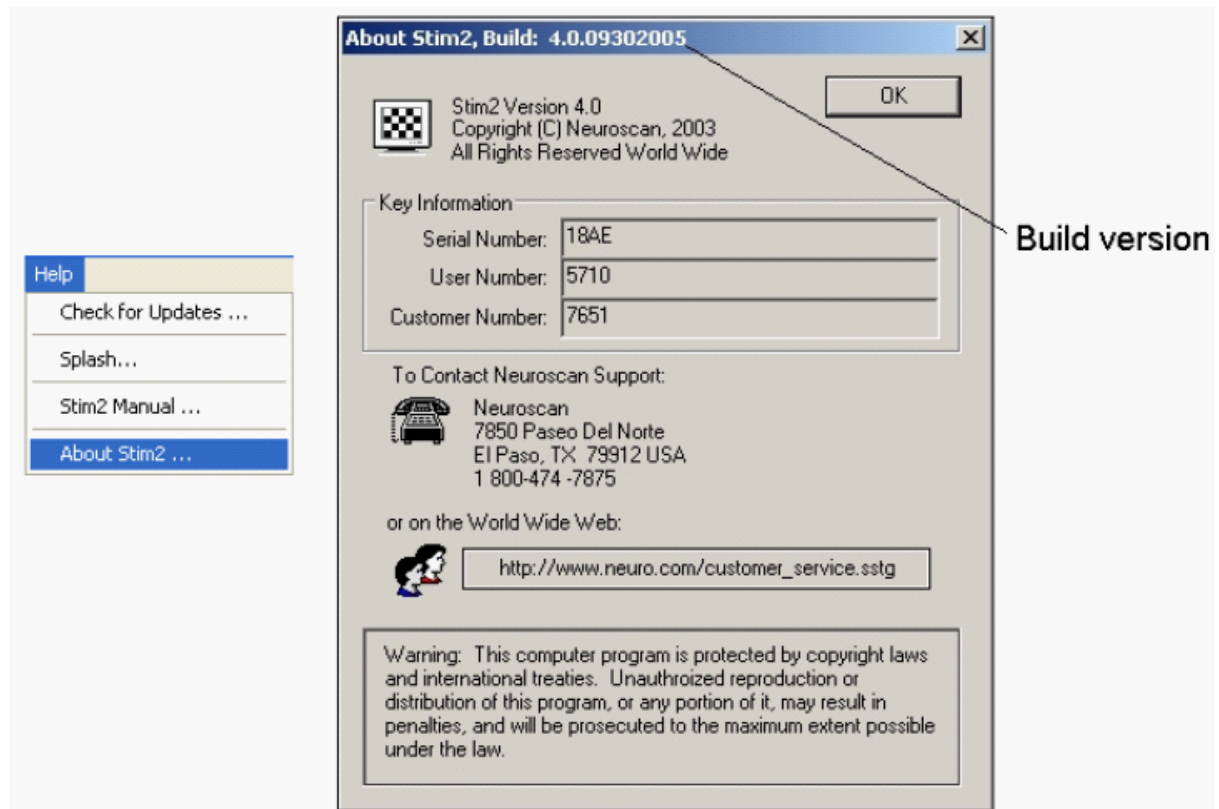 Help
Check for Updates ...
Splash...
Stim2 Manual ...
About Stim2 ...
About Stim2, Build: 4.0.09302005
OK
Stim2 Version 4.0
Copyright (C) Neuroscan, 2003
All Rights Reserved World Wide
Key Information
Serial Number: 18AE
User Number: 5710
Customer Number: 7651
To Contact Neuroscan Support:
Neuroscan
7850 Paseo Del Norte
El Paso, TX 79912 USA
1 800-474 -7875
or on the World Wide Web:
http://www.neuro.com/customer_service.sstg
Warning: This computer program is protected by copyright laws
and international treaties. Unauthroized reproduction or
distribution of this program, or any portion of it, may result in
penalties, and will be prosecuted to the maximum extent possible
under the law.
Build version